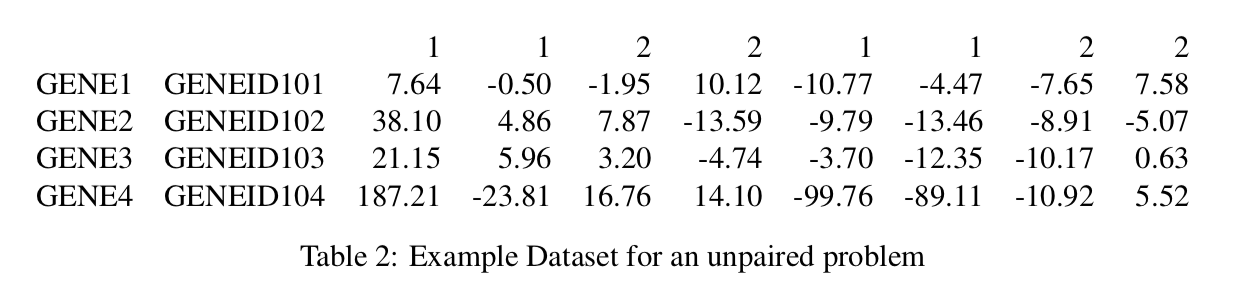 1 1 2 2 1 1 2 2
GENE1 GENEID101 7.64 -0.50 -1.95 10.12 -10.77 -4.47 -7.65 7.58
GENE2 GENEID102 38.10 4.86 7.87 -13.59 -9.79 -13.46 -8.91 -5.07
GENE3 GENEID103 21.15 5.96 3.20 -4.74 -3.70 -12.35 -10.17 0.63
GENE4 GENEID104 187.21 -23.81 16.76 14.10 -99.76 -89.11 -10.92 5.52
Table 2: Example Dataset for an unpaired problem